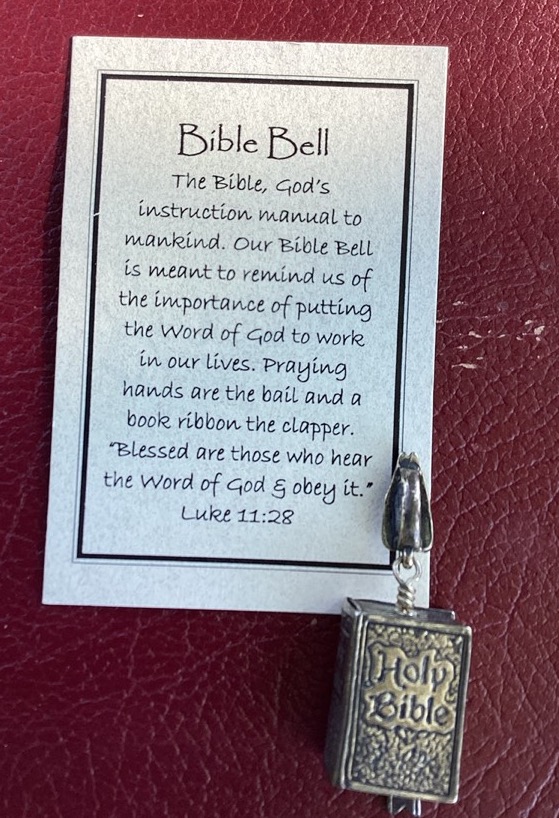 Bible Bell
The Bible, God's
instruction manual to
mankind. Our Bible Bell
is meant to remind us of
the importance of putting
the Word of God to work
in our lives. Praying
hands are the bail and a
book ribbon the clapper.
"Blessed are those who hear
the Word of God & obey it."
Luke 11:28
Holy
Bible